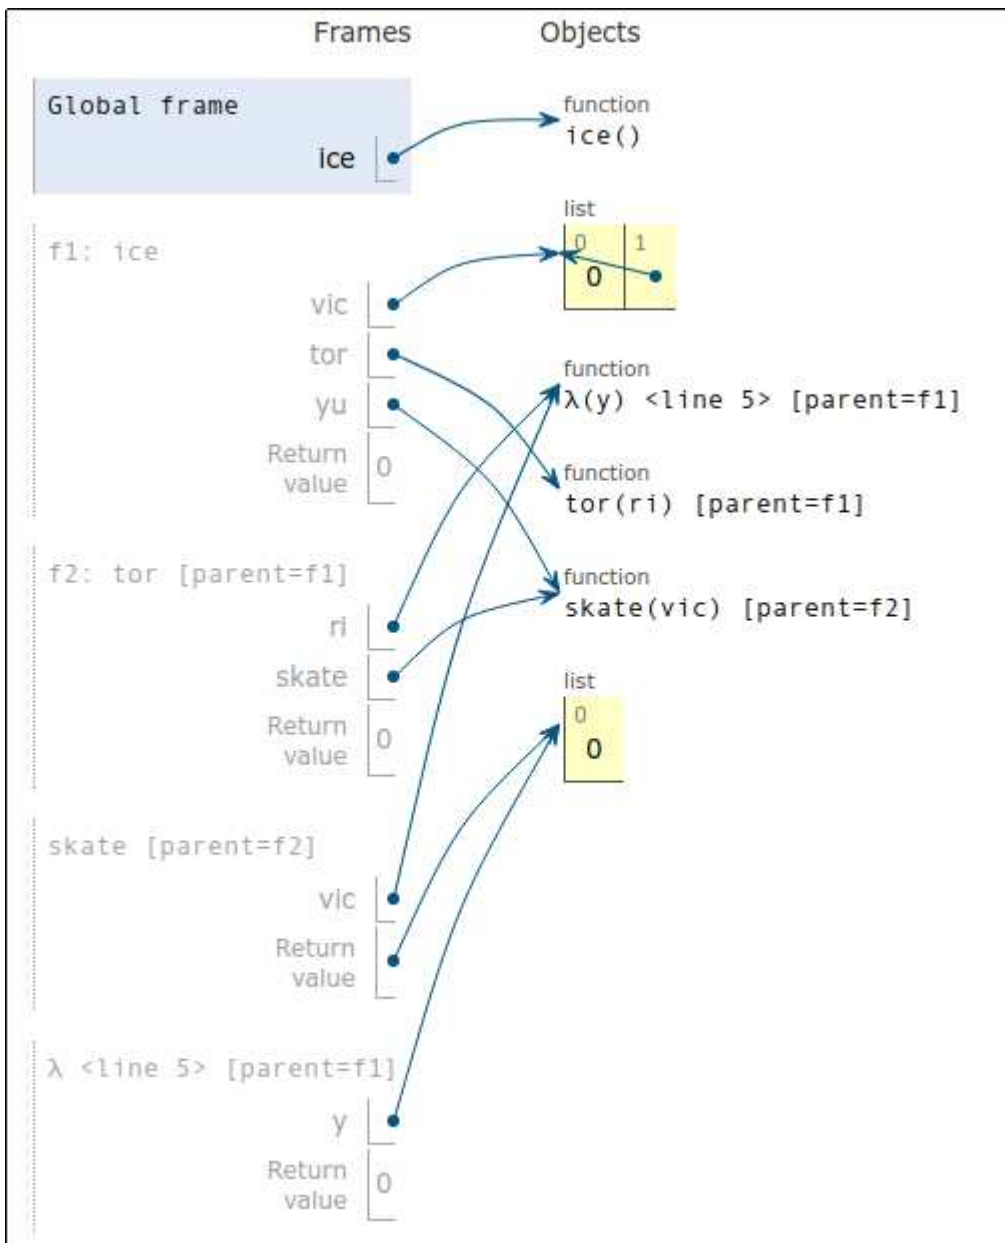 Frames Objects
Global frame
ice
function
ice()
list
0 1
0
f1: ice
vic
tor
yu
Return
value
0
function
λ(y) <line 5> [parent=f1]
function
tor(ri) [parent=f1]
function
skate(vic) [parent=f2]
f2: tor [parent=f1]
ri
skate
Return
value
0
list
0
0
skate [parent=f2]
vic
Return
value
λ <line 5> [parent=f1]
y
Return
value
0